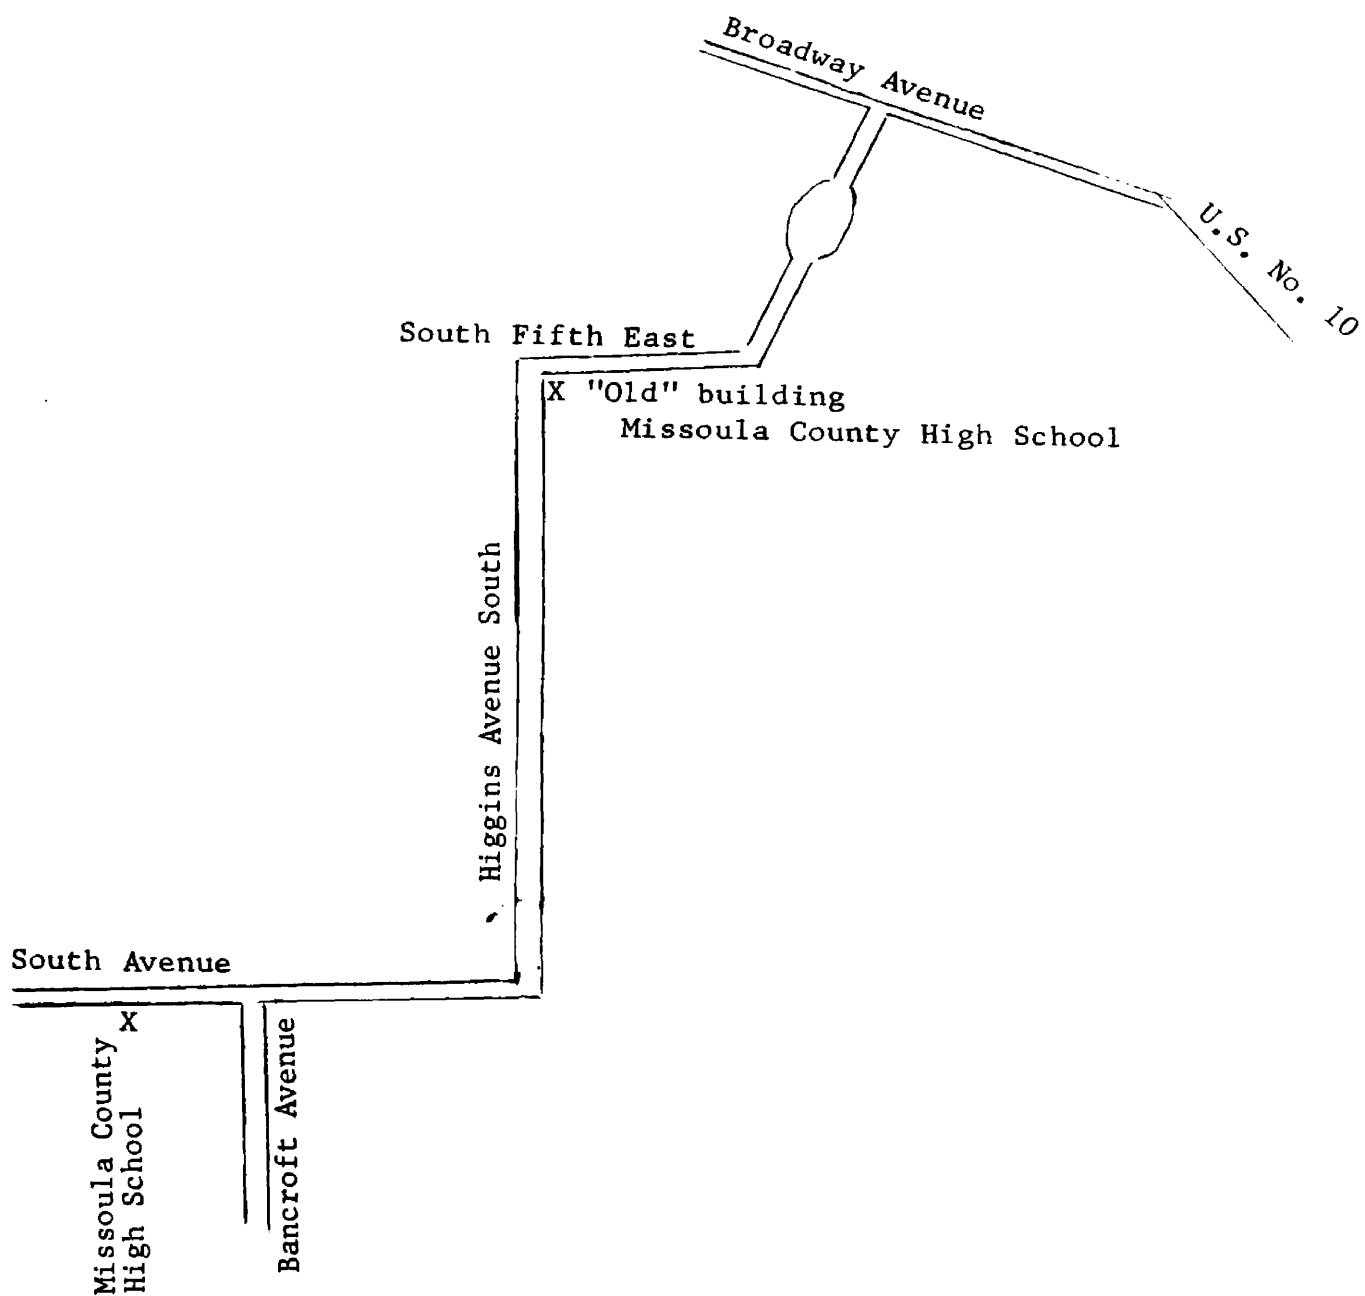 Broadway Avenue
U.S. No. 10
South Fifth East
X "Old" building
Missoula County High School
Higgins Avenue South
South Avenue
X
Missoula County
High School
Bancroft Avenue